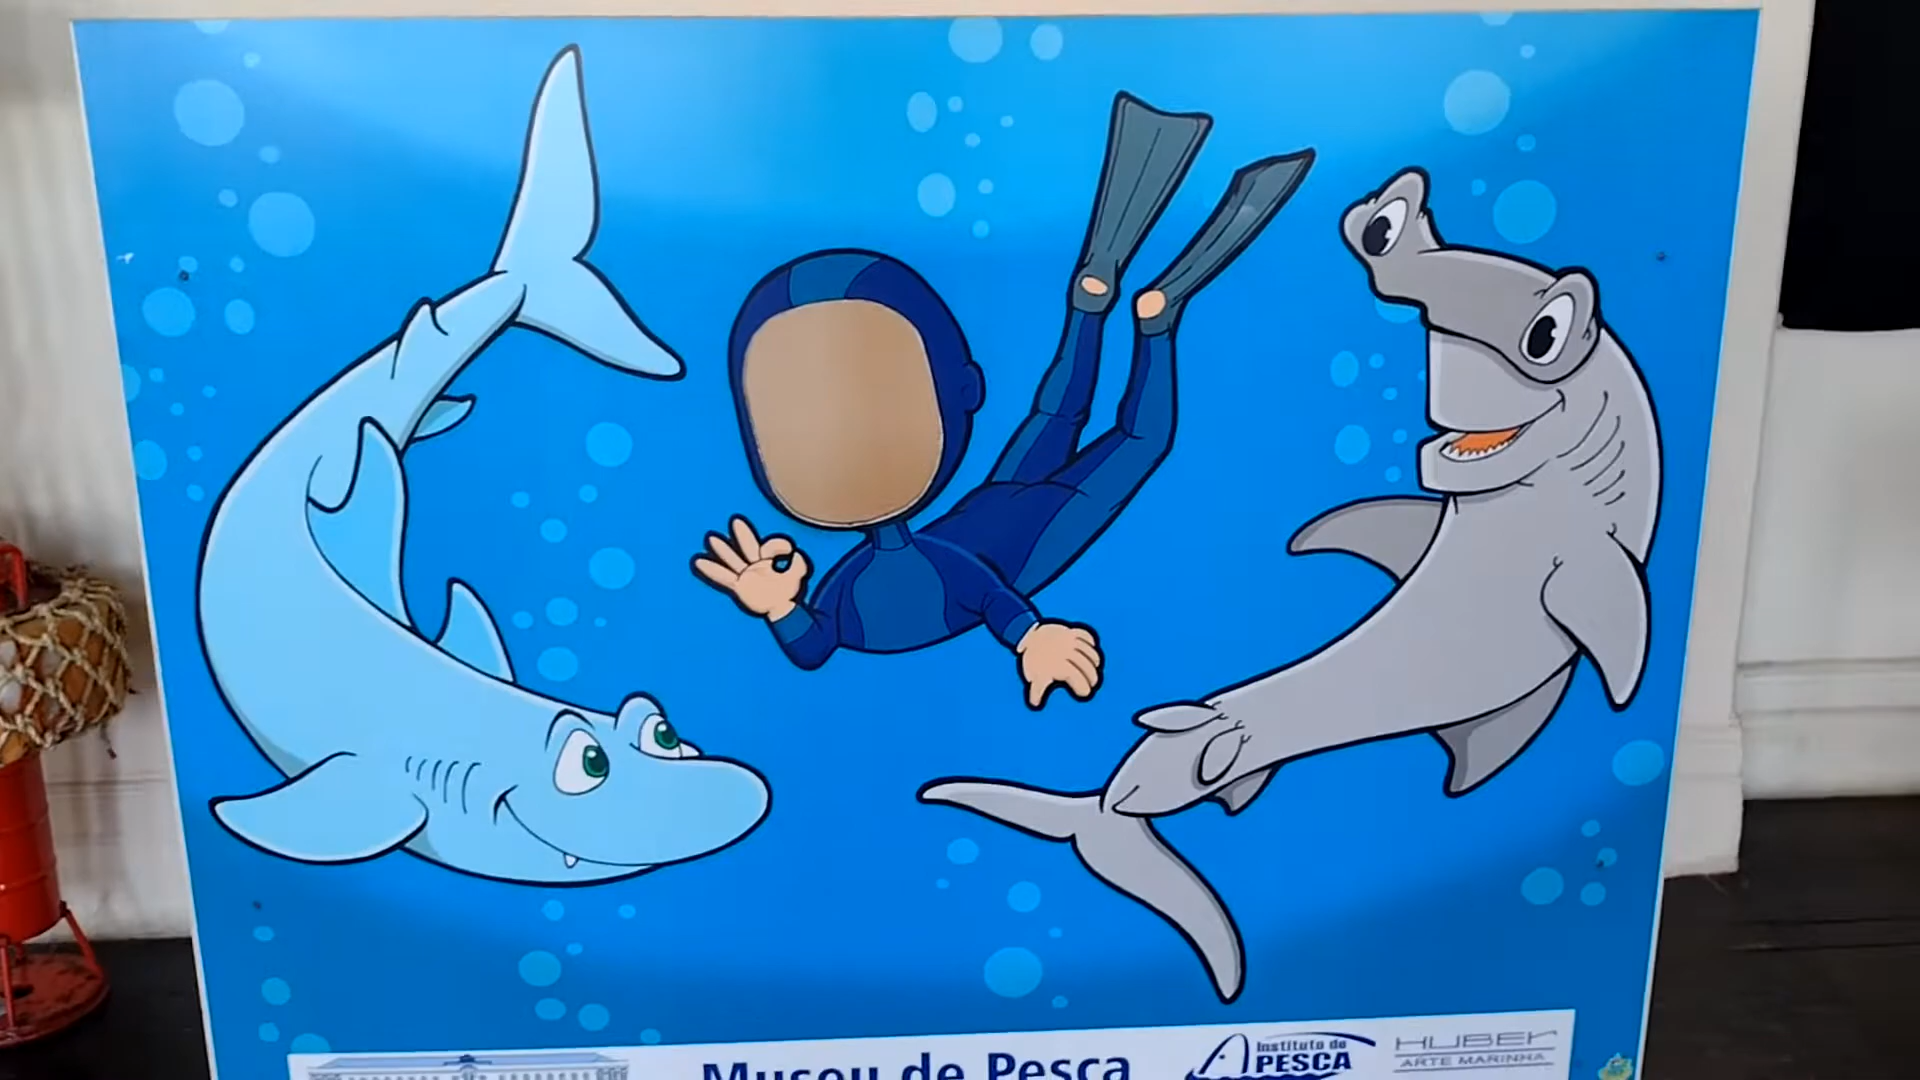 Museu de Pesca
Instituto de
PESCA
HUBER
ARTE MARINHA